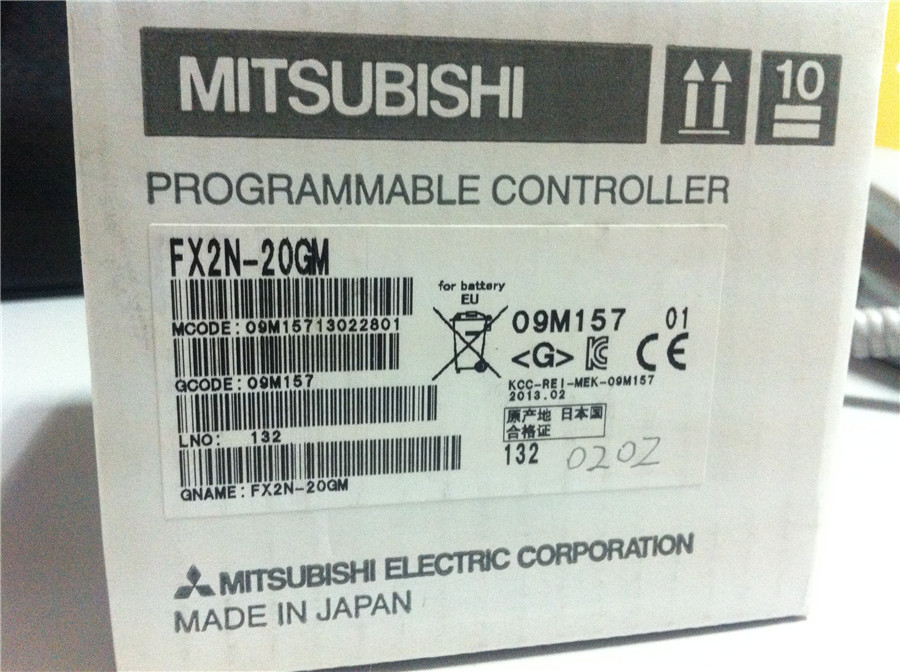 MITSUBISHI
10
PROGRAMMABLE CONTROLLER
FX2N-20GM
MCODE:09M15713022801
GCODE:09M157
LNO: 132
GNAME:FX2N-20GM
for battery
EU
09M157 01
<G> CE
KCC-REI-MEK-09M157
2013.02
原产地 日本国
合格证
132 0202
MITSUBISHI ELECTRIC CORPORATION
MADE IN JAPAN